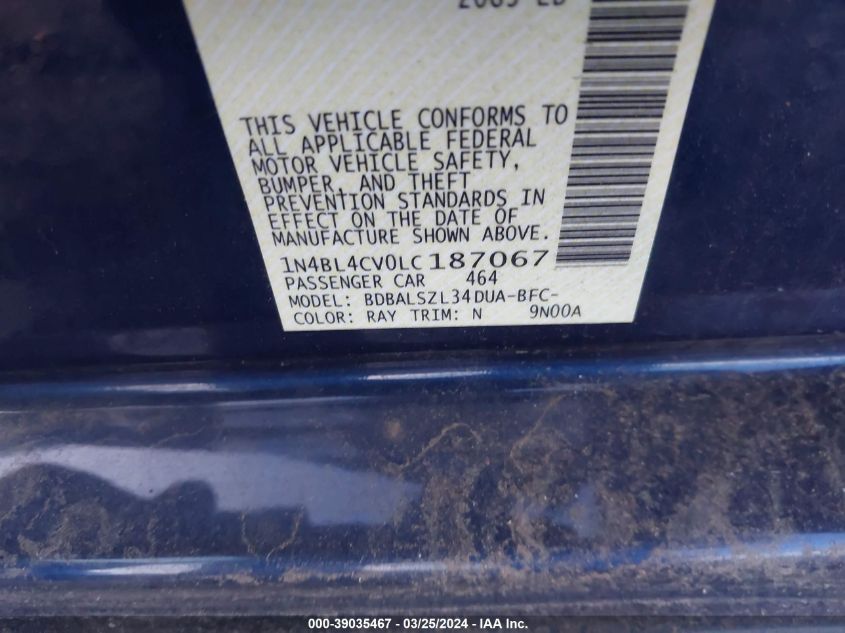 THIS VEHICLE CONFORMS TO
ALL APPLICABLE FEDERAL
MOTOR VEHICLE SAFETY,
BUMPER, AND THEFT
PREVENTION STANDARDS IN
EFFECT ON THE DATE OF
MANUFACTURE SHOWN ABOVE.
1N4BL4CV0LC187067
PASSENGER CAR 464
MODEL: BDBALSZL34DUA-BFC-
COLOR: RAY TRIM: N 9N00A
000-39035467 - 03/25/2024 - IAA Inc.